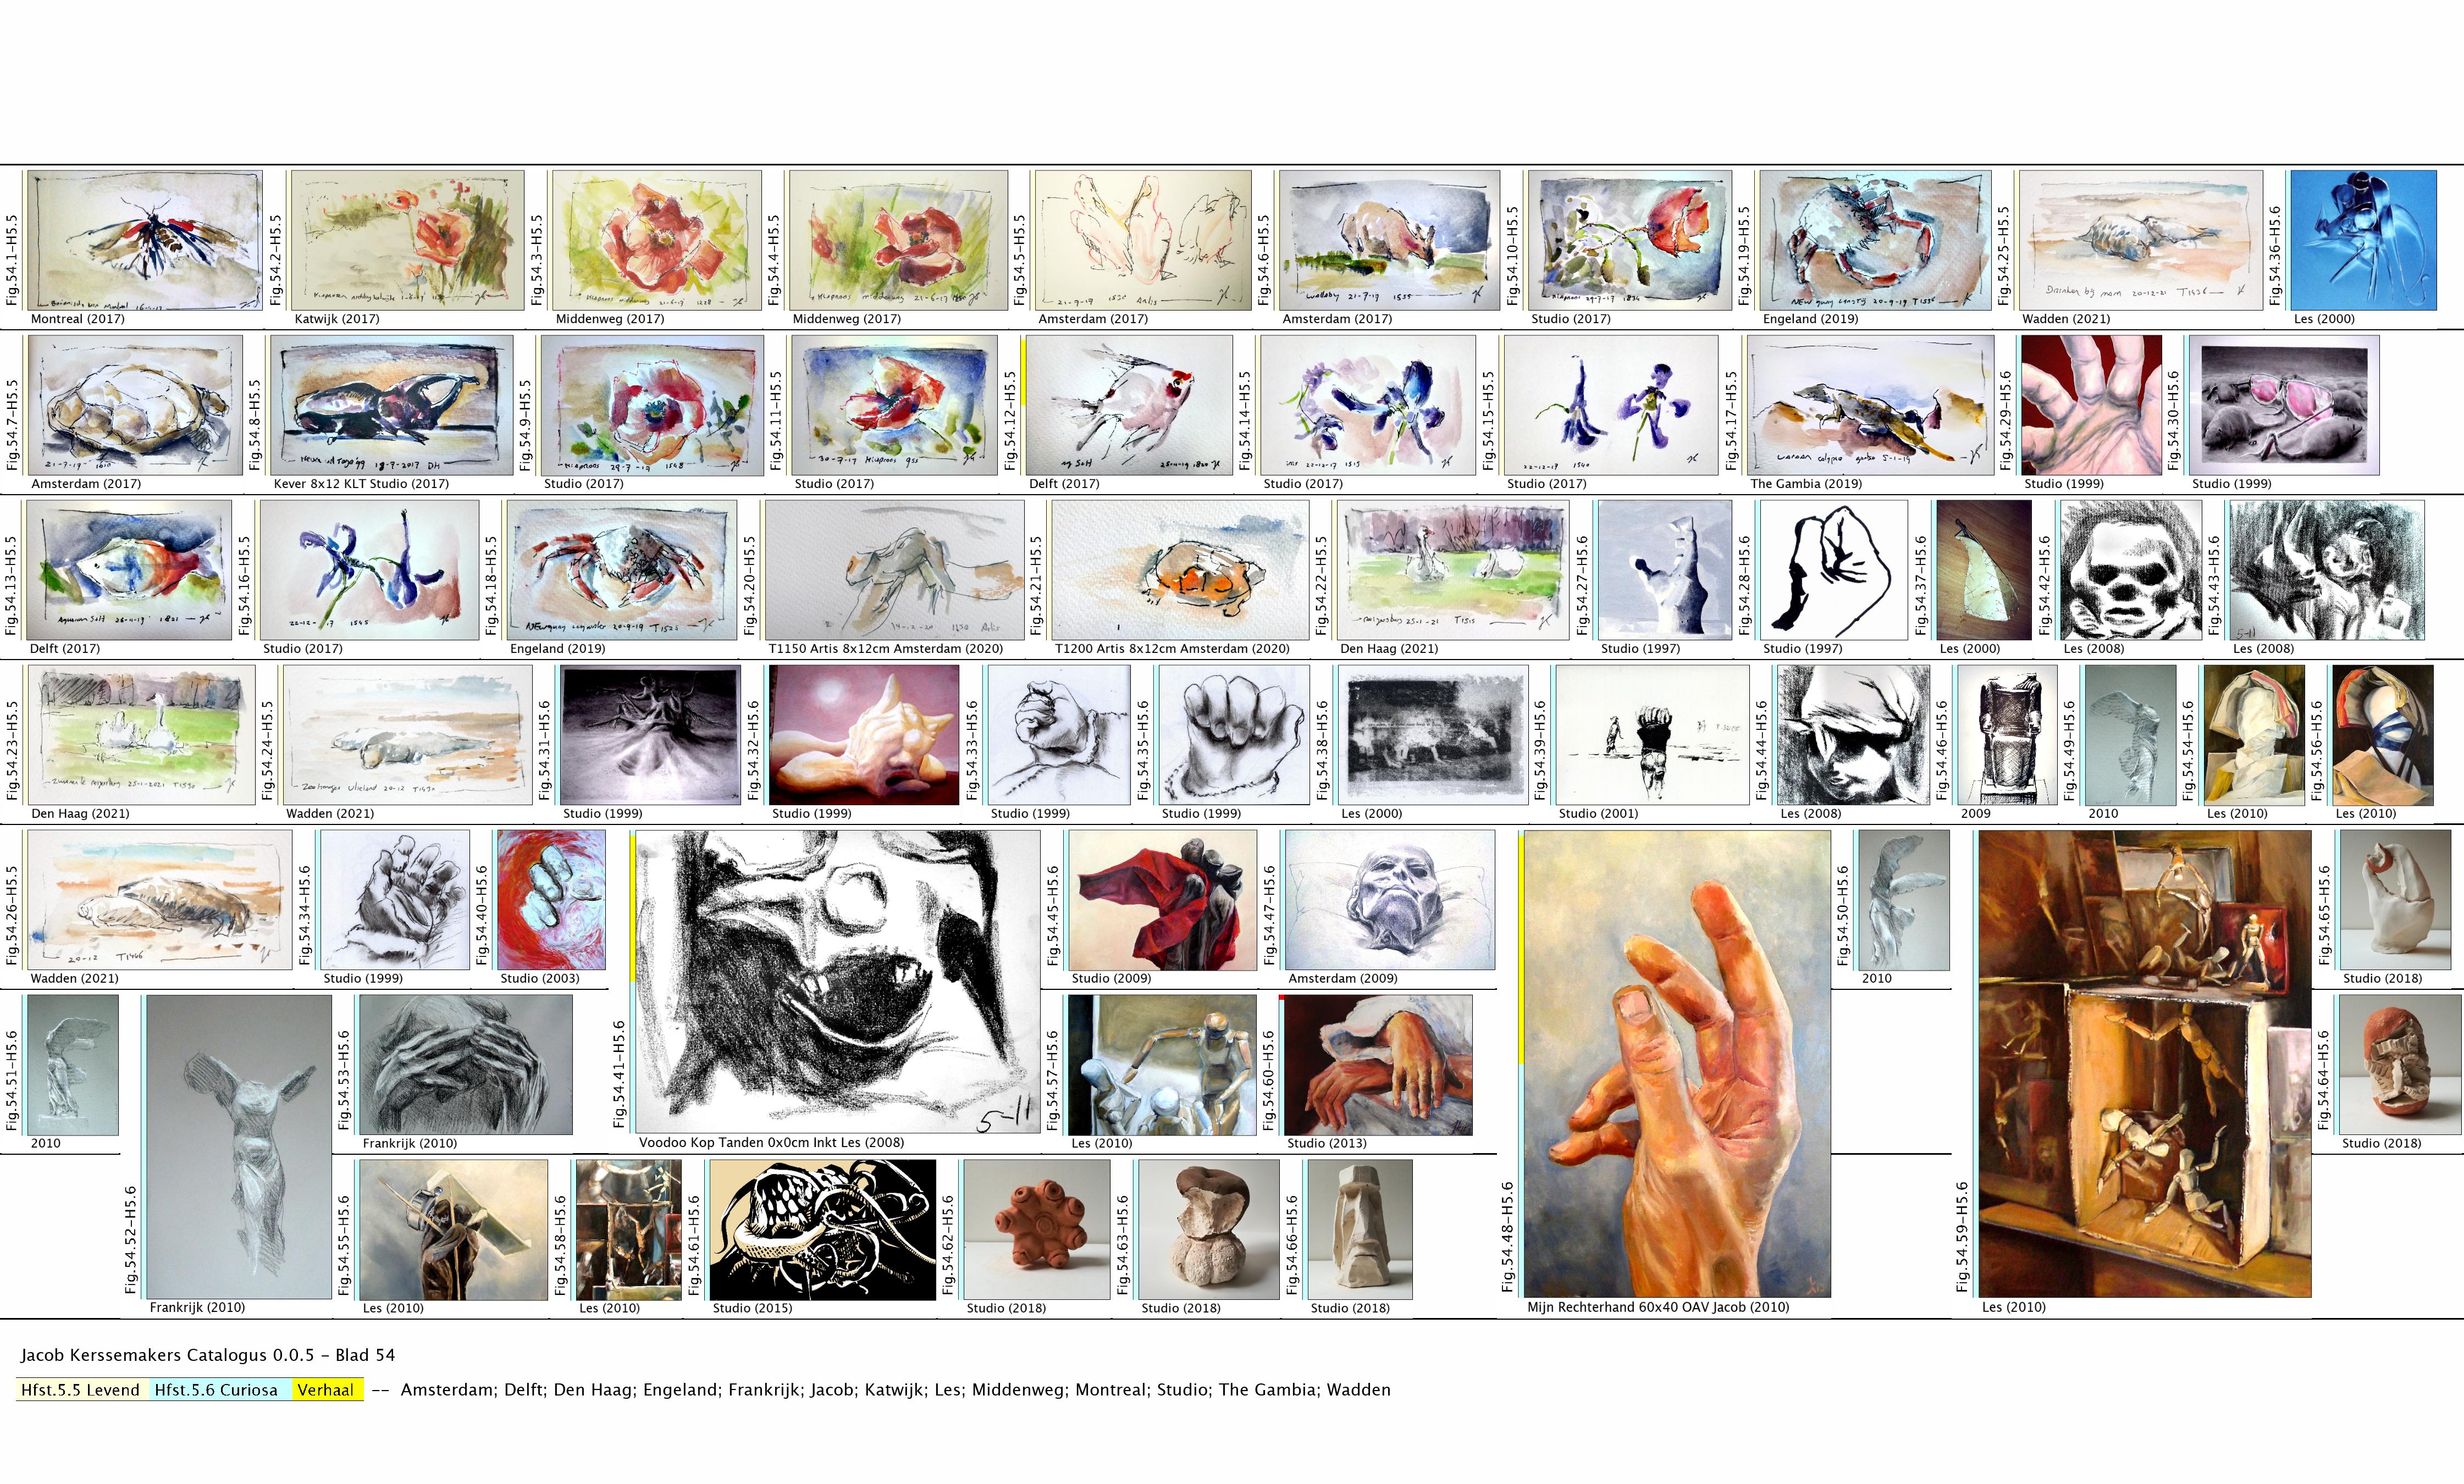 Fig.54.1-H5.5
Montreal (2017)
Fig.54.2-H5.5
Katwijk (2017)
Fig.54.3-H5.5
Middenweg (2017)
Fig.54.4-H5.5
Middenweg (2017)
Fig.54.5-H5.5
Amsterdam (2017)
Fig.54.6-H5.5
Amsterdam (2017)
Fig.54.10-H5.5
Studio (2017)
Fig.54.19-H5.5
Engeland (2019)
Fig.54.25-H5.5
Wadden (2021)
Fig.54.36-H5.6
Les (2000)
Fig.54.7-H5.5
Amsterdam (2017)
Fig.54.8-H5.5
Kever 8x12 KLT Studio (2017)
Fig.54.9-H5.5
Studio (2017)
Fig.54.11-H5.5
Studio (2017)
Fig.54.12-H5.5
Delft (2017)
Fig.54.14-H5.5
Studio (2017)
Fig.54.15-H5.5
Studio (2017)
Fig.54.17-H5.5
The Gambia (2019)
Fig.54.29-H5.6
Studio (1999)
Fig.54.30-H5.6
Studio (1999)
Fig.54.13-H5.5
Delft (2017)
Fig.54.16-H5.5
Studio (2017)
Fig.54.18-H5.5
Engeland (2019)
Fig.54.20-H5.5
T1150 Artis 8x12cm Amsterdam (2020)
Fig.54.21-H5.5
T1200 Artis 8x12cm Amsterdam (2020)
Fig.54.22-H5.5
Den Haag (2021)
Fig.54.27-H5.6
Studio (1997)
Fig.54.28-H5.6
Studio (1997)
Fig.54.37-H5.6
Les (2000)
Fig.54.42-H5.6
Les (2008)
Fig.54.43-H5.6
5-11
Les (2008)
Fig.54.23-H5.5
Den Haag (2021)
Fig.54.24-H5.5
Wadden (2021)
Fig.54.31-H5.6
Studio (1999)
Fig.54.32-H5.6
Studio (1999)
Fig.54.33-H5.6
Studio (1999)
Fig.54.35-H5.6
Studio (1999)
Fig.54.38-H5.6
Les (2000)
Fig.54.39-H5.6
Studio (2001)
Fig.54.44-H5.6
Les (2008)
Fig.54.46-H5.6
2009
Fig.54.49-H5.6
2010
Fig.54.54-H5.6
Les (2010)
Fig.54.56-H5.6
Les (2010)
Fig.54.26-H5.5
20-12 T1446
Wadden (2021)
Fig.54.34-H5.6
Studio (1999)
Fig.54.40-H5.6
Studio (2003)
Fig.54.41-H5.6
5-11
Voodoo Kop Tanden 0x0cm Inkt Les (2008)
Fig.54.45-H5.6
Studio (2009)
Fig.54.47-H5.6
Amsterdam (2009)
Fig.54.48-H5.6
Mijn Rechterhand 60x40 OAV Jacob (2010)
Fig.54.50-H5.6
2010
Fig.54.59-H5.6
Les (2010)
Fig.54.65-H5.6
Studio (2018)
Fig.54.51-H5.6
2010
Fig.54.52-H5.6
Frankrijk (2010)
Fig.54.53-H5.6
Frankrijk (2010)
Fig.54.57-H5.6
Les (2010)
Fig.54.60-H5.6
Studio (2013)
Fig.54.64-H5.6
Studio (2018)
Fig.54.55-H5.6
Les (2010)
Fig.54.58-H5.6
Les (2010)
Fig.54.61-H5.6
Studio (2015)
Fig.54.62-H5.6
Studio (2018)
Fig.54.63-H5.6
Studio (2018)
Fig.54.66-H5.6
Studio (2018)
Jacob Kerssemakers Catalogus 0.0.5 - Blad 54
Hfst.5.5 Levend Hfst.5.6 Curiosa Verhaal -- Amsterdam; Delft; Den Haag; Engeland; Frankrijk; Jacob; Katwijk; Les; Middenweg; Montreal; Studio; The Gambia; Wadden